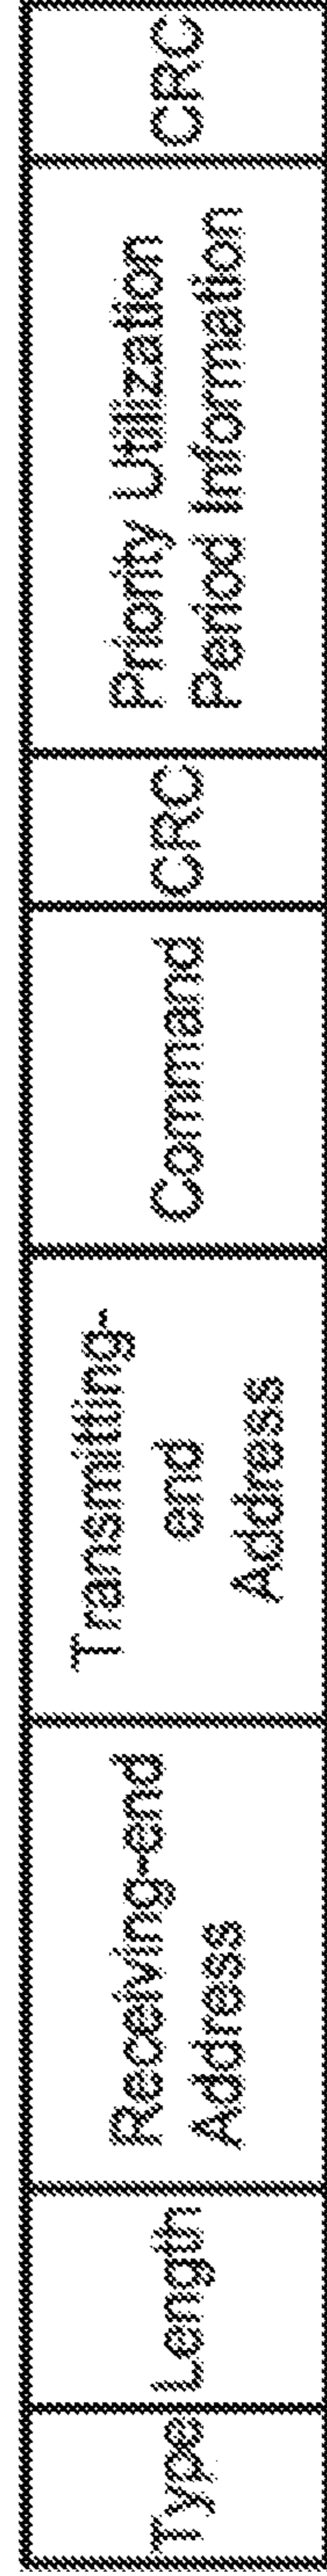 Type
Length
Receiving-end
Address
Transmitting-
end
Address
Command
CRC
Priority Utilization
Period Information
CRC